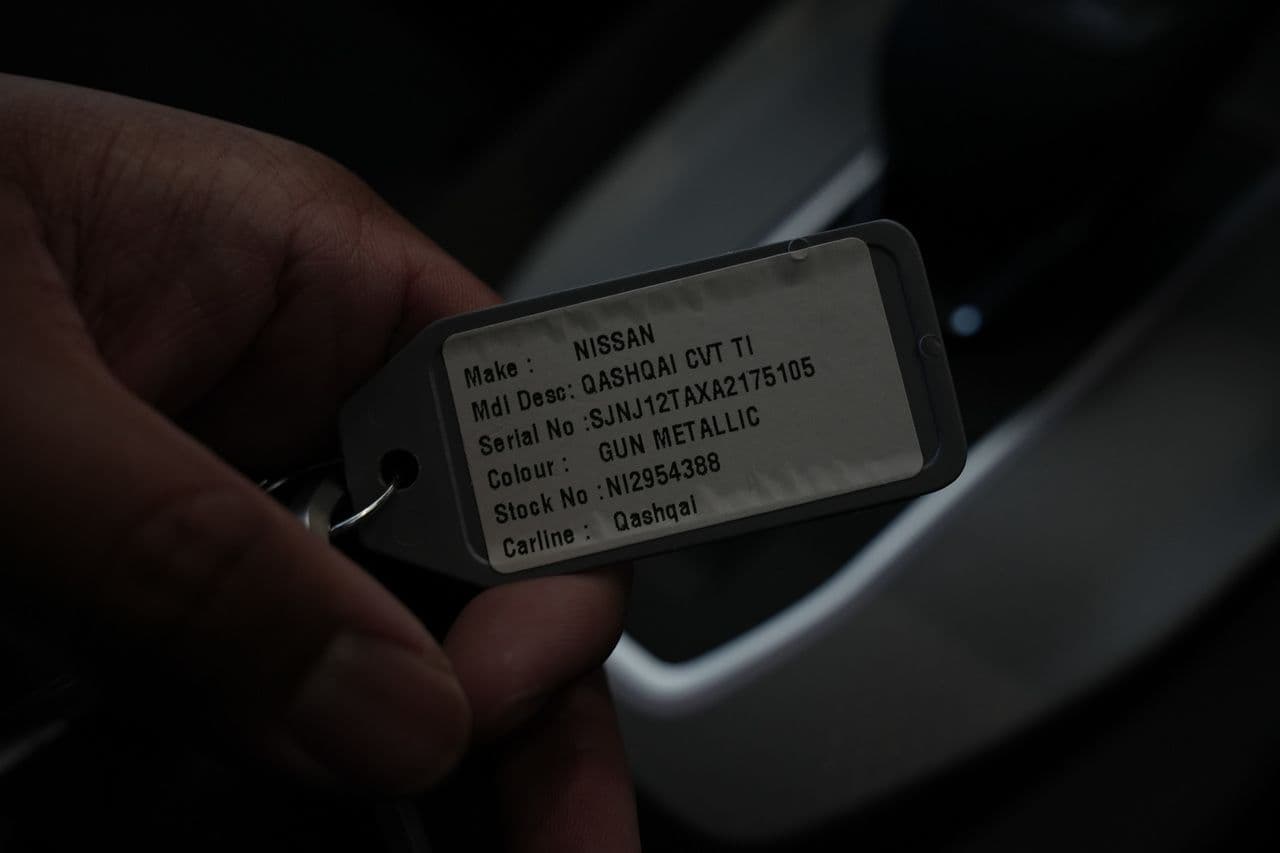 Make : NISSAN
Mdl Desc: QASHQAI CVT TI
Serial No :SJNJ12TAXA2175105
Colour : GUN METALLIC
Stock No :NI2954388
Carline : Qashqai